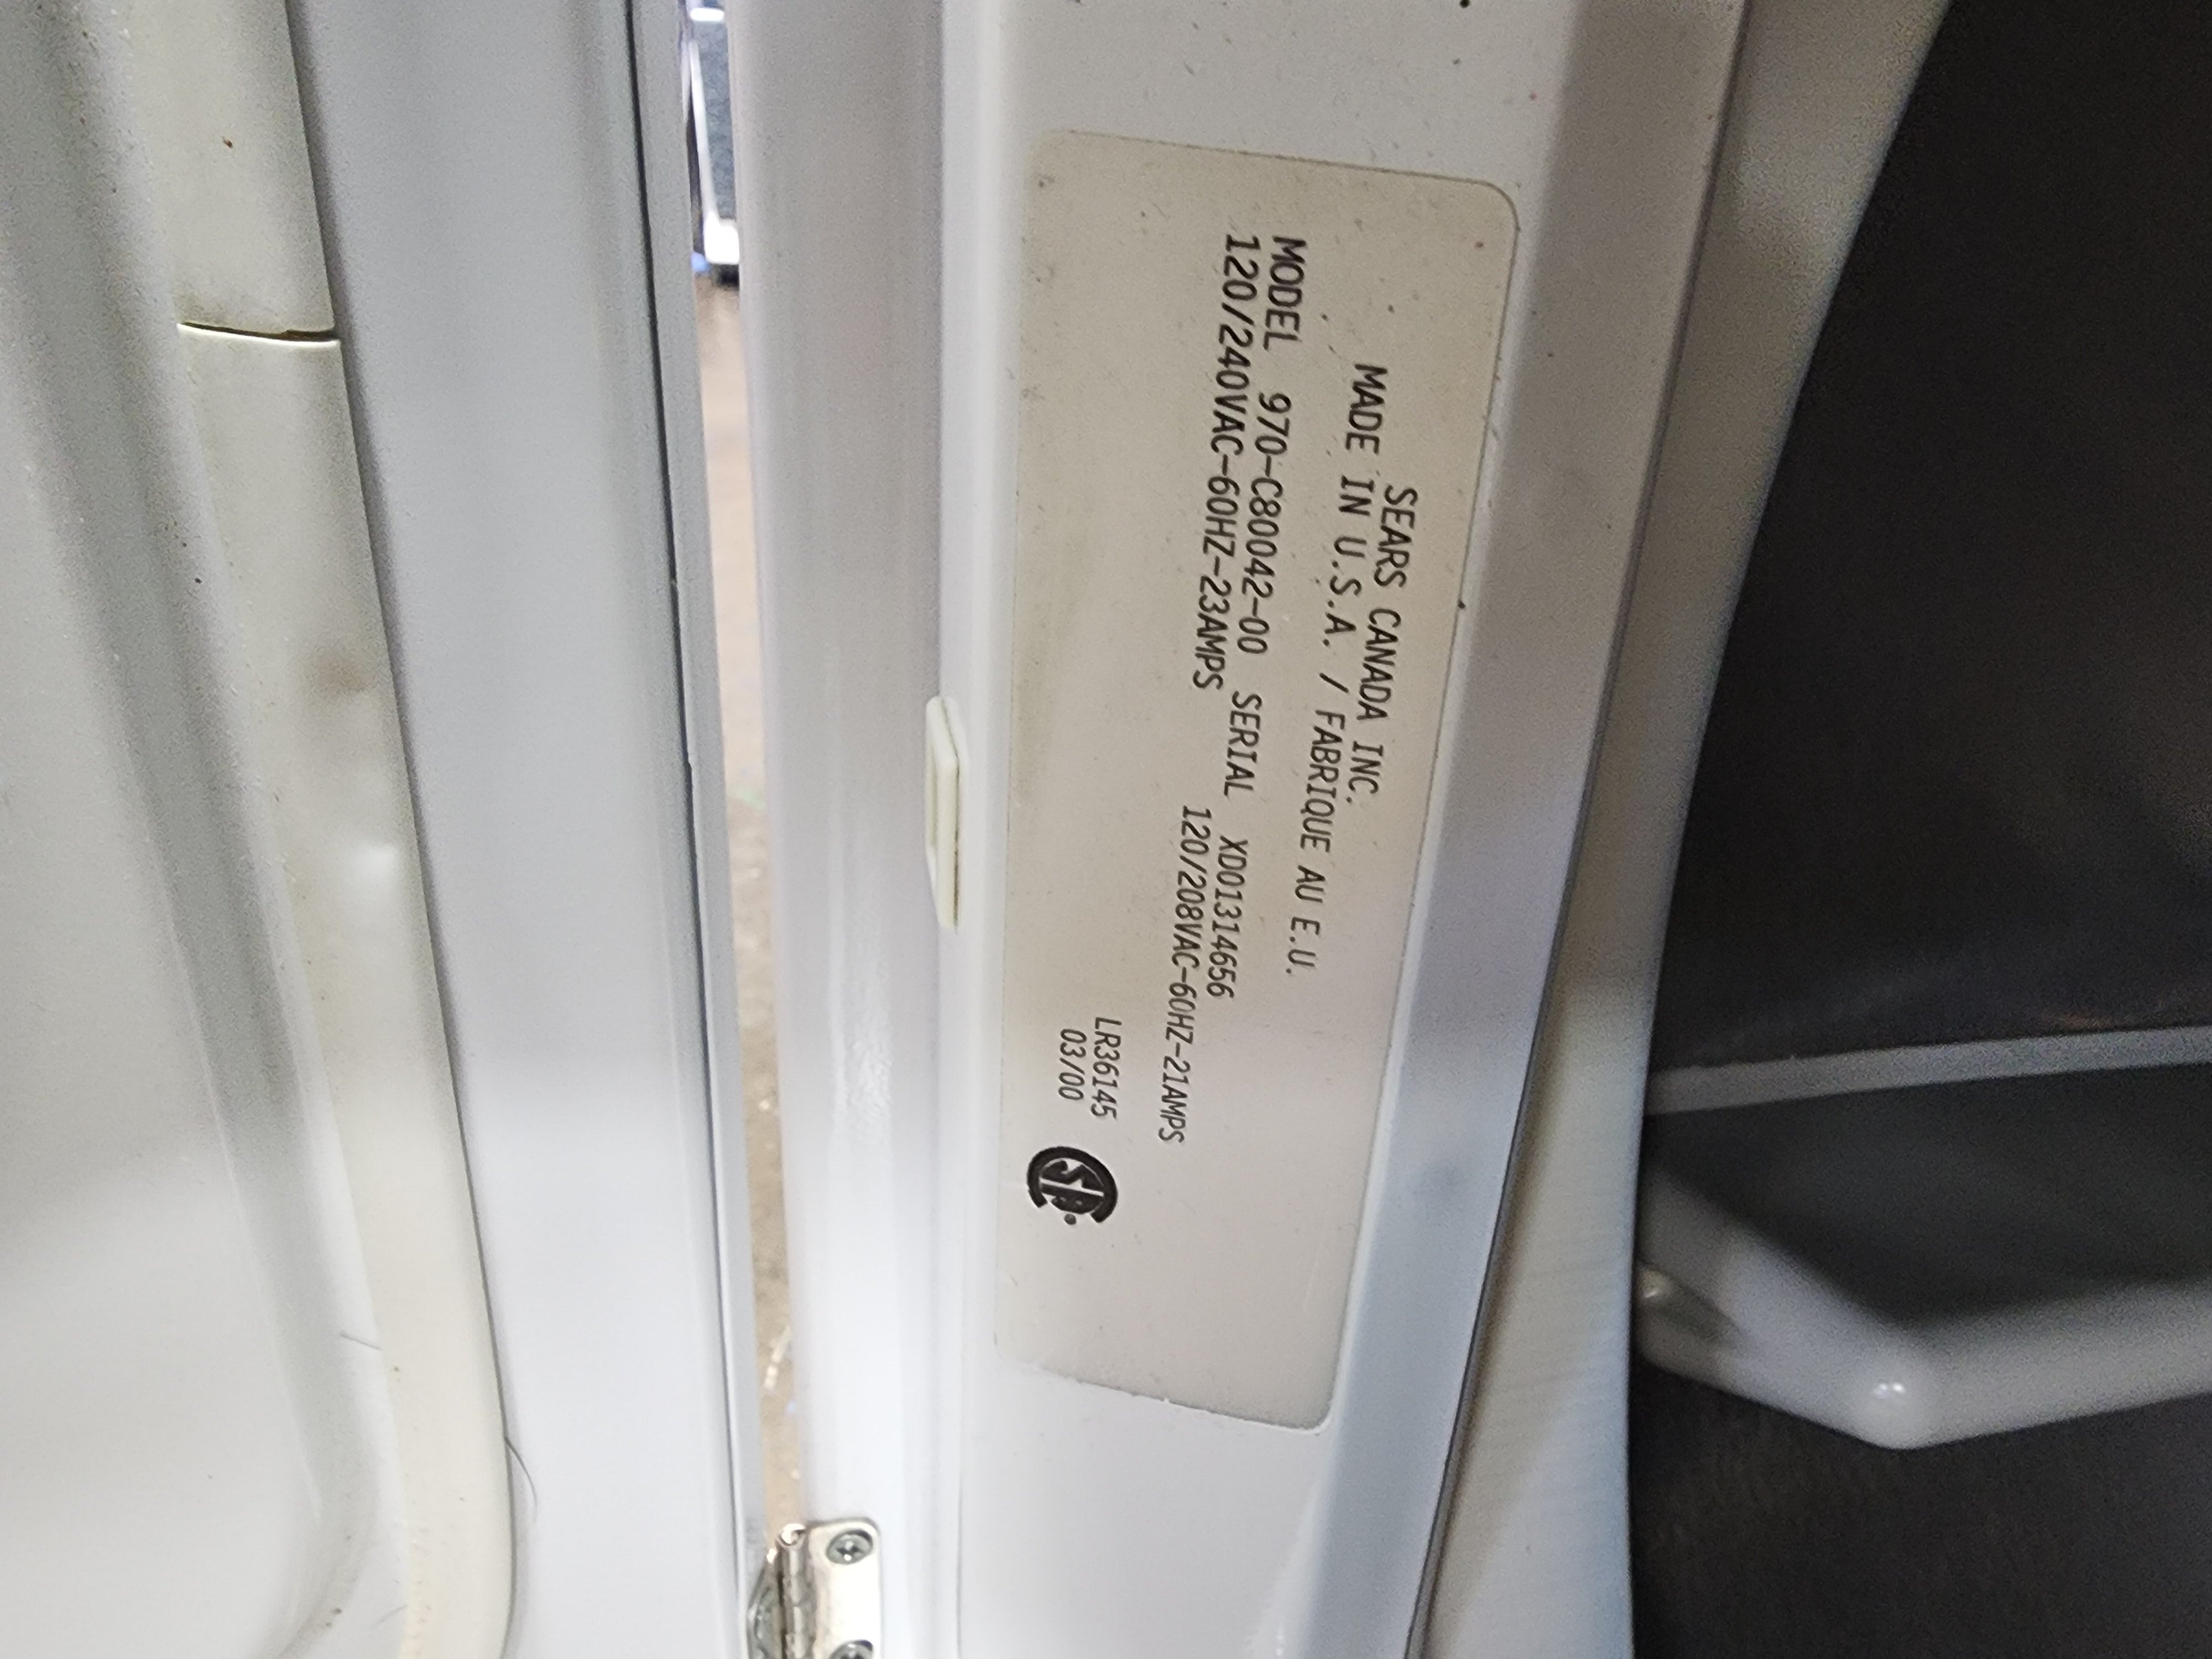 SEARS CANADA INC.
MADE IN U.S.A. / FABRIQUE AU E.U.
MODEL 970-C80042-00 SERIAL XD01314656
120/240VAC-60HZ-23AMPS 120/208VAC-60HZ-21AMPS
LR36145
03/00
SP.